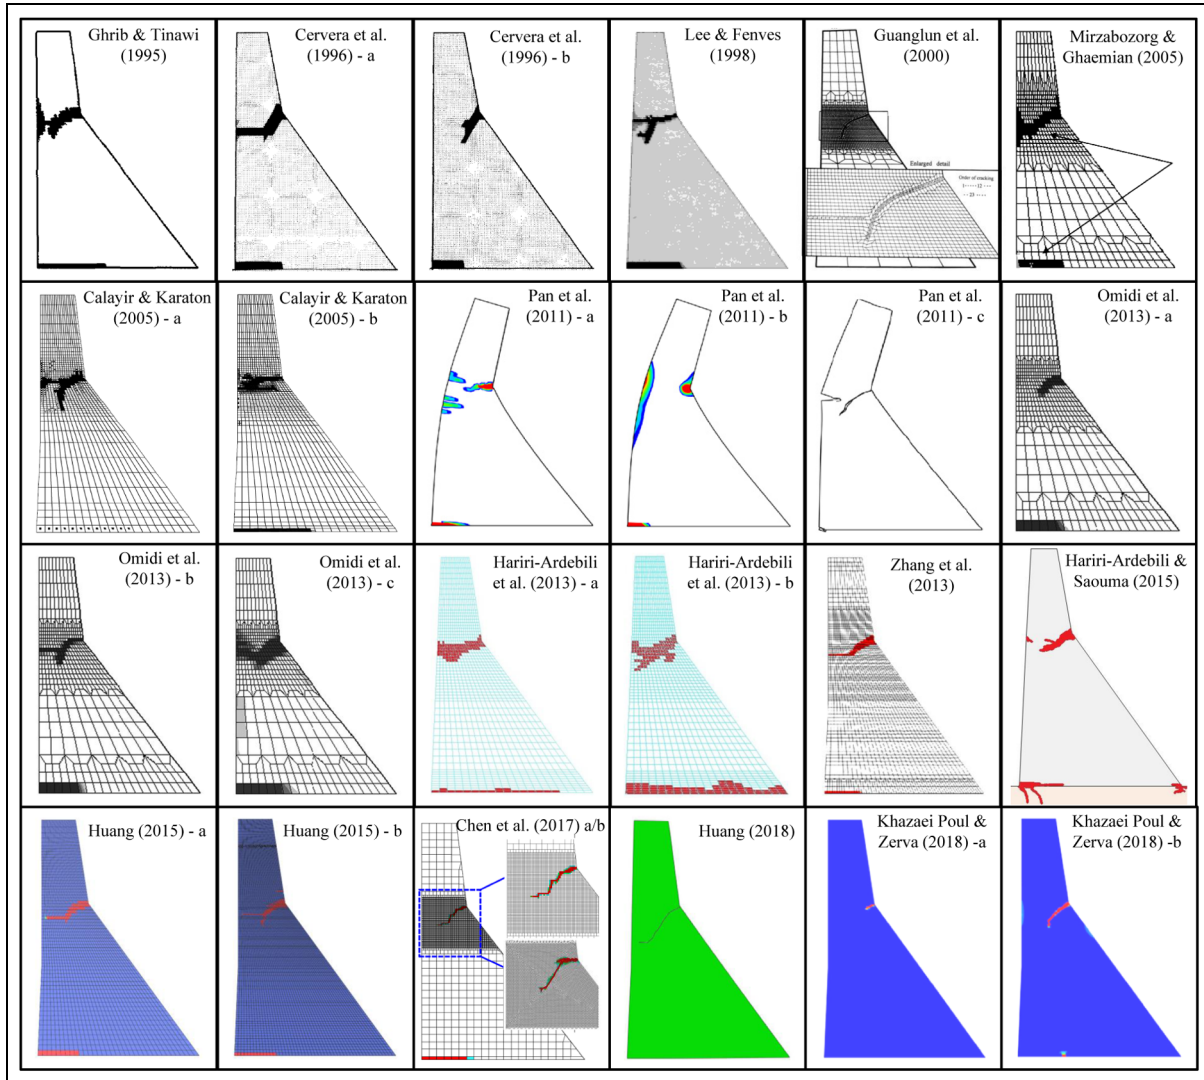 Ghrib & Tinawi
(1995)
Cervera et al.
(1996) - a
Cervera et al.
(1996) - b
Lee & Fenves
(1998)
Guanglun et al.
(2000)
Enlarged detail
Order of cracking
Mirzabozorg &
Ghaemian (2005)
Calayir & Karaton
(2005) - a
Calayir & Karaton
(2005) - b
Pan et al.
(2011) - a
Pan et al.
(2011) - b
Pan et al.
(2011) - c
Omidi et al.
(2013) - a
Omidi et al.
(2013) - b
Omidi et al.
(2013) - c
Hariri-Ardebili
et al. (2013) - a
Hariri-Ardebili
et al. (2013) - b
Zhang et al.
(2013)
Hariri-Ardebili &
Saouma (2015)
Huang (2015) - a
Huang (2015) - b
Chen et al. (2017) a/b
Huang (2018)
Khazaei Poul &
Zerva (2018) -a
Khazaei Poul &
Zerva (2018) -b